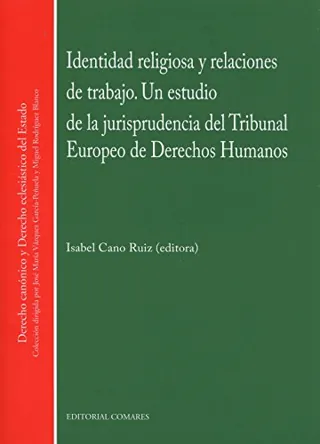 Identidad religiosa y relaciones
de trabajo. Un estudio
de la jurisprudencia del Tribunal
Europeo de Derechos Humanos
Isabel Cano Ruiz (editora)
EDITORIAL COMARES
Derecho canónico y Derecho eclesiástico del Estado
Colección dirigida por José María Vázquez García-Peñuela y Miguel Rodríguez Blanco